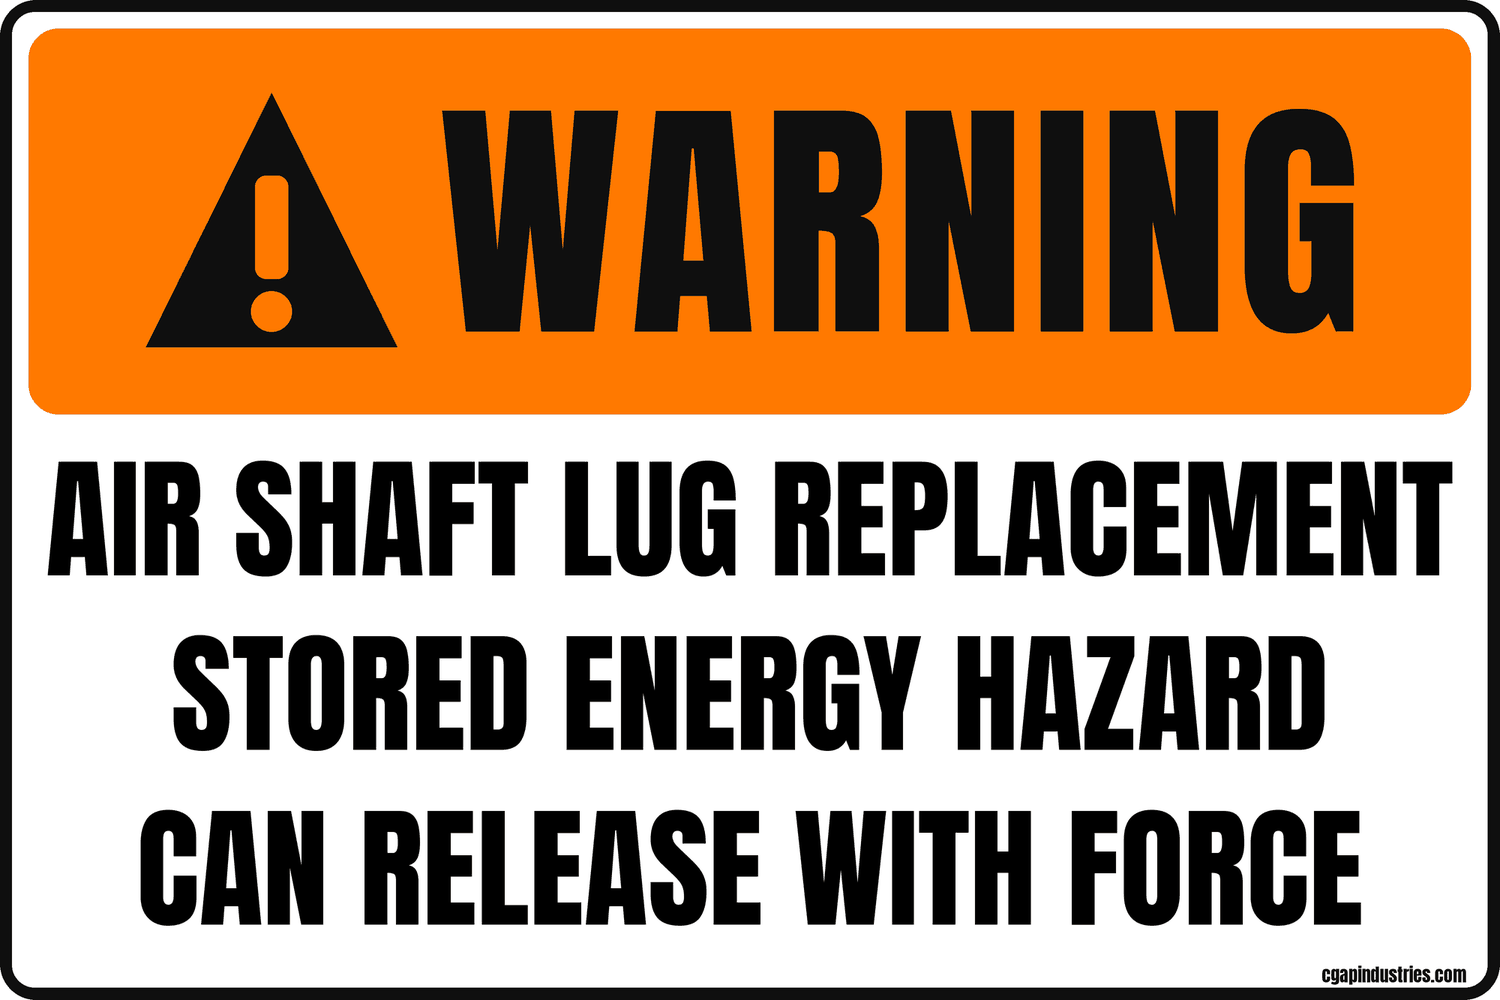 WARNING
AIR SHAFT LUG REPLACEMENT
STORED ENERGY HAZARD
CAN RELEASE WITH FORCE
cgapindustries.com